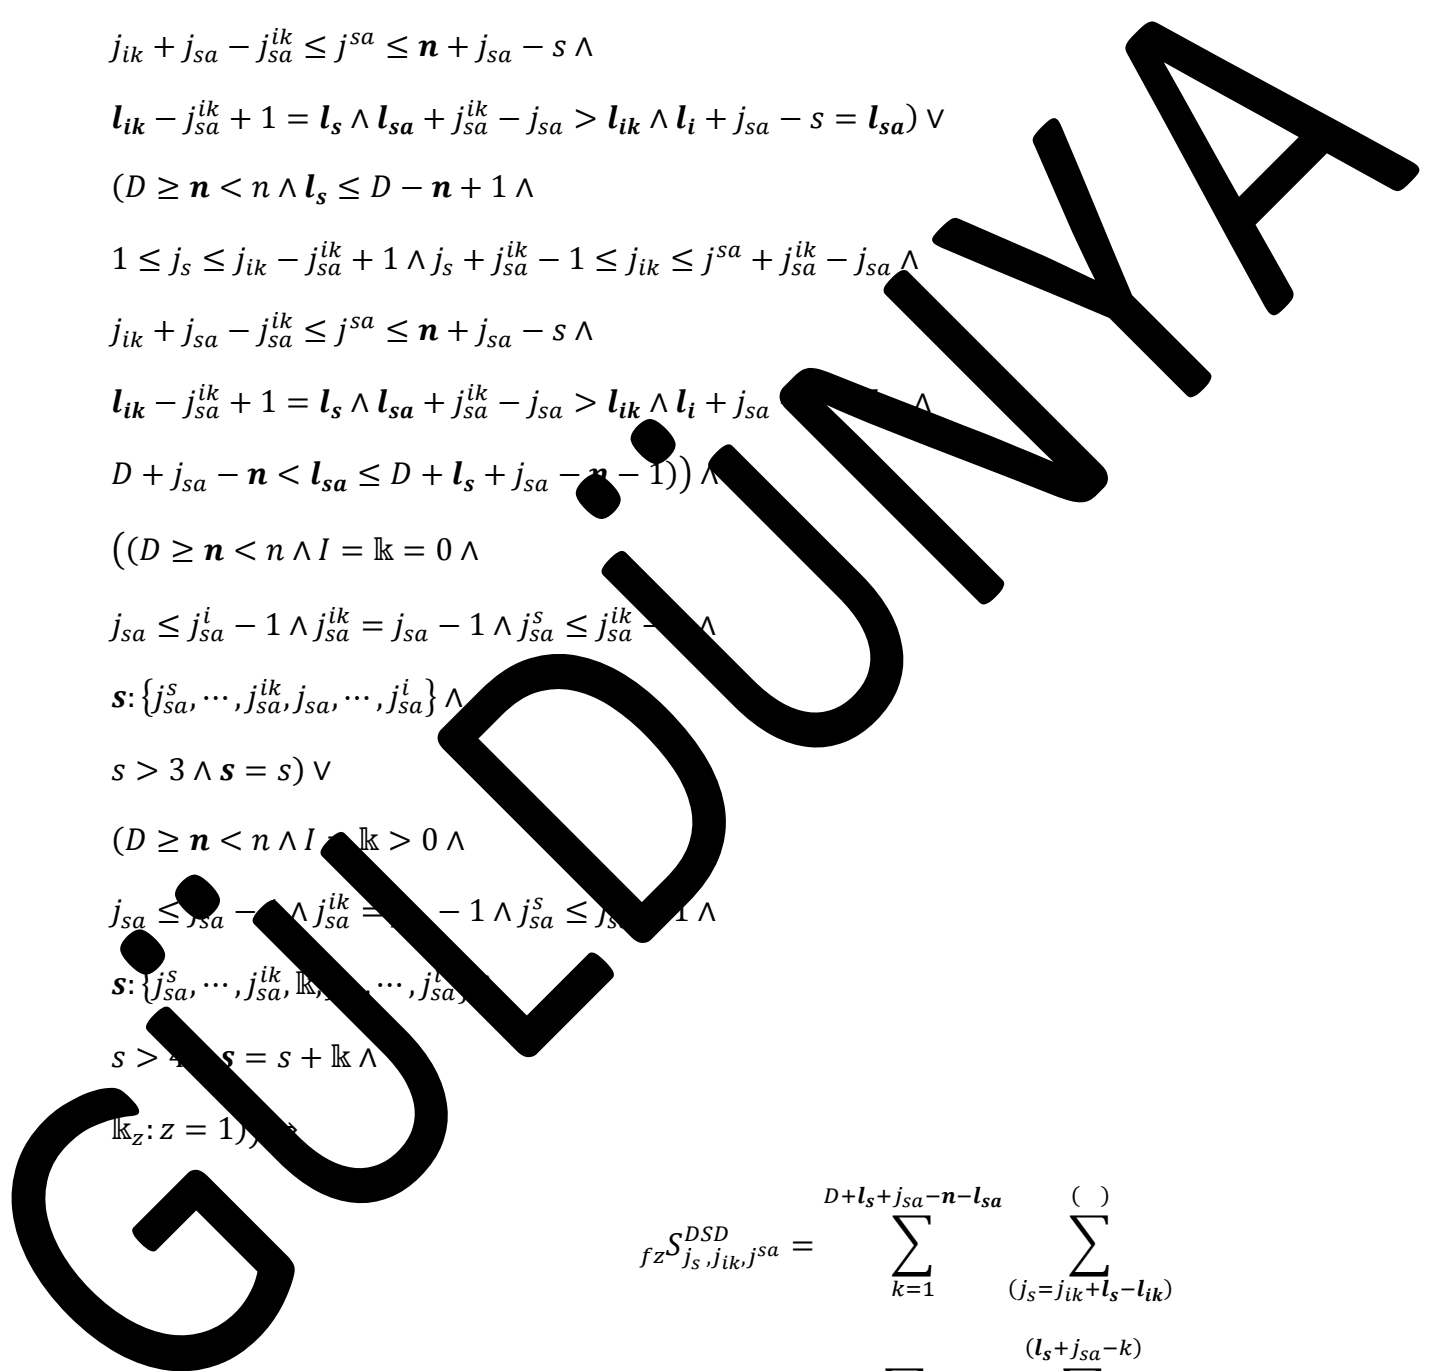 j_{ik} + j_{sa} − j_{sa}^{ik} ≤ j^{sa} ≤ 𝒏 + j_{sa} − s ∧
𝒍_{𝒊𝒌} − j_{sa}^{ik} + 1 = 𝒍_𝒔 ∧ 𝒍_{𝒔𝒂} + j_{sa}^{ik} − j_{sa} > 𝒍_{𝒊𝒌} ∧ 𝒍_𝒊 + j_{sa} − s = 𝒍_{𝒔𝒂}) ∨
(D ≥ 𝒏 < n ∧ 𝒍_𝒔 ≤ D − 𝒏 + 1 ∧
1 ≤ j_s ≤ j_{ik} − j_{sa}^{ik} + 1 ∧ j_s + j_{sa}^{ik} − 1 ≤ j_{ik} ≤ j^{sa} + j_{sa}^{ik} − j_{sa} ∧
j_{ik} + j_{sa} − j_{sa}^{ik} ≤ j^{sa} ≤ 𝒏 + j_{sa} − s ∧
𝒍_{𝒊𝒌} − j_{sa}^{ik} + 1 = 𝒍_𝒔 ∧ 𝒍_{𝒔𝒂} + j_{sa}^{ik} − j_{sa} > 𝒍_{𝒊𝒌} ∧ 𝒍_𝒊 + j_{sa} ∧
D + j_{sa} − 𝒏 < 𝒍_{𝒔𝒂} ≤ D + 𝒍_𝒔 + j_{sa} − 𝒏 − 1)) ∧
((D ≥ 𝒏 < n ∧ I = 𝕜 = 0 ∧
j_{sa} ≤ j_{sa}^{i} − 1 ∧ j_{sa}^{ik} = j_{sa} − 1 ∧ j_{sa}^{s} ≤ j_{sa}^{ik} − ∧
𝒔: {j_{sa}^{s}, ⋯ , j_{sa}^{ik}, j_{sa}, ⋯ , j_{sa}^{i}} ∧
s > 3 ∧ 𝒔 = s) ∨
(D ≥ 𝒏 < n ∧ I 𝕜 > 0 ∧
j_{sa} ≤ j_{sa} − ∧ j_{sa}^{ik} = − 1 ∧ j_{sa}^{s} ≤ 1 ∧
𝒔: {j_{sa}^{s}, ⋯ , j_{sa}^{ik}, 𝕜, , ⋯ , j_{sa}
s > 𝒔 = s + 𝕜 ∧
𝕜_z: z = 1)
GÜLDÜNYA
_{fz}S_{j_s,j_{ik},j^{sa}}^{DSD} = ∑_{k=1}^{D+𝒍_𝒔+j_{sa}−𝒏−𝒍_{𝒔𝒂}} ∑_{(j_s=j_{ik}+𝒍_𝒔−𝒍_{𝒊𝒌})}^{( )}
(𝒍_𝒔+j_{sa}−k)